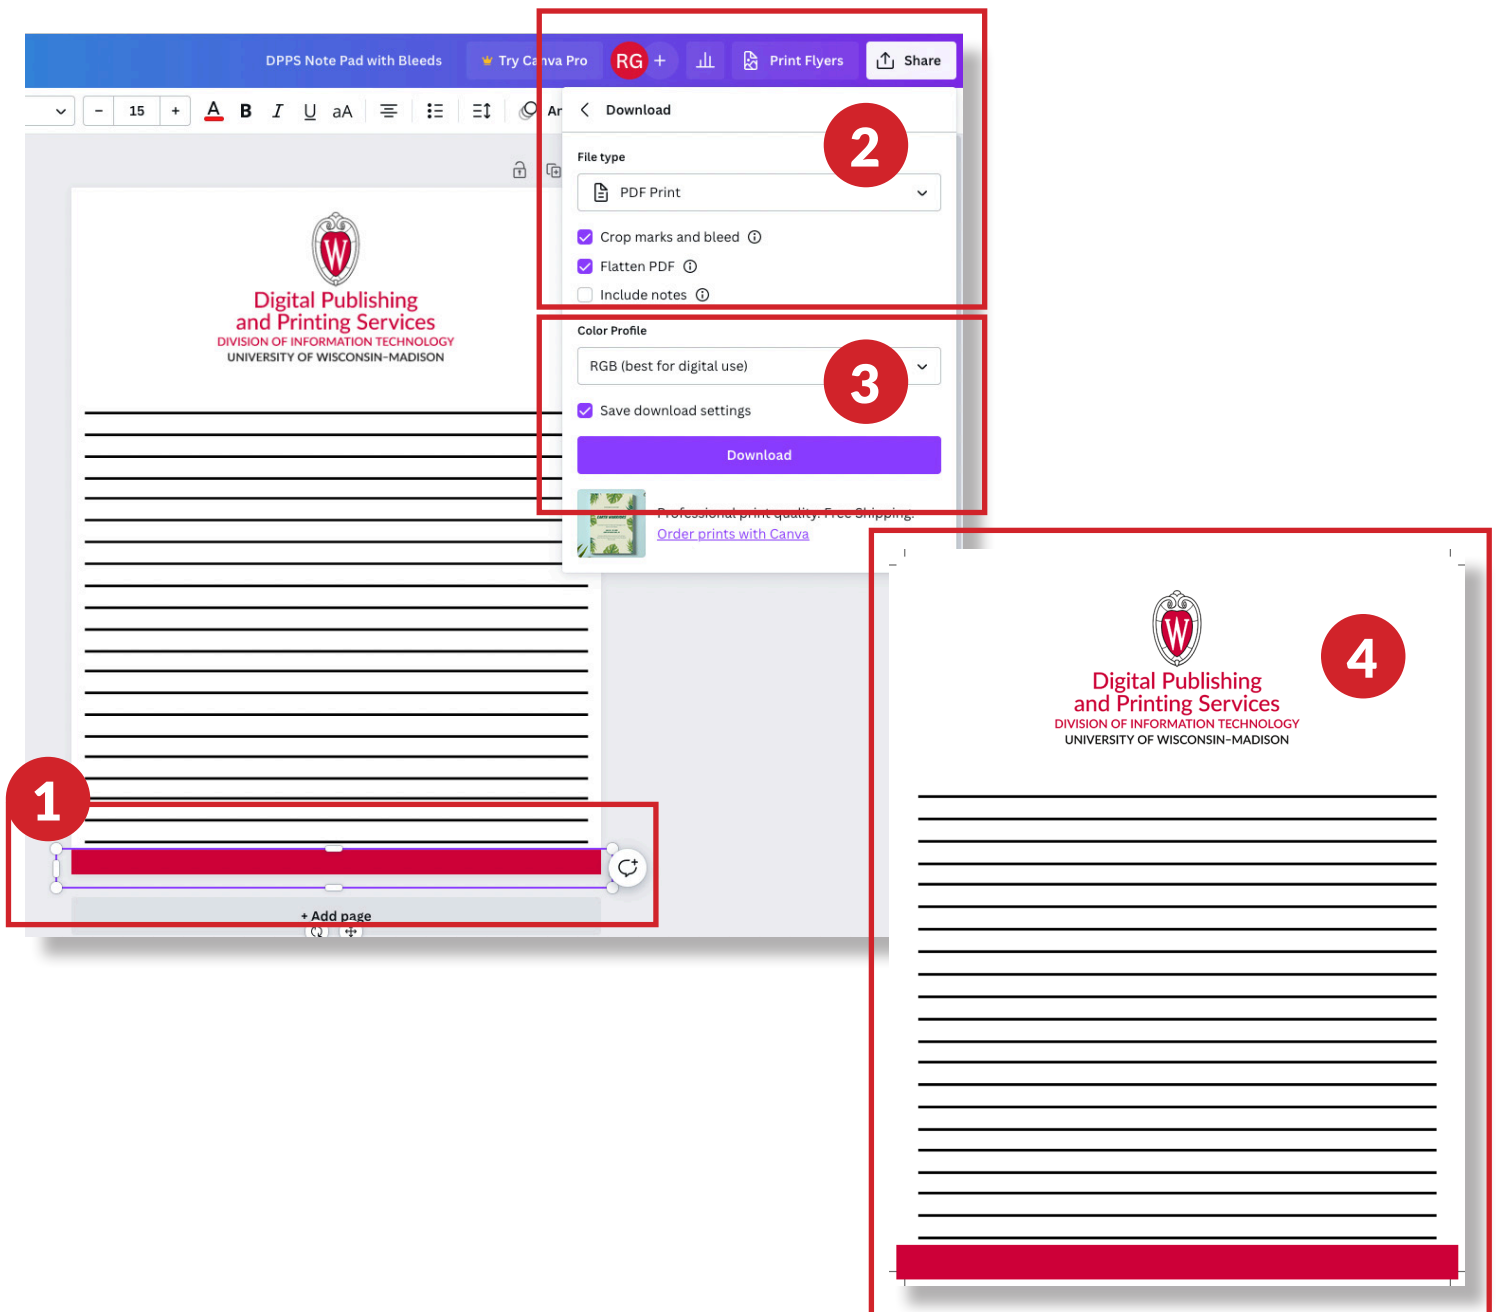 DPPS Note Pad with Bleeds
Try Canva Pro
RG
+
Print Flyers
Share
- 15 +
A B I U aA
Ar
Download
2
File type
PDF Print
Crop marks and bleed
Flatten PDF
Include notes
W
Digital Publishing
and Printing Services
DIVISION OF INFORMATION TECHNOLOGY
UNIVERSITY OF WISCONSIN–MADISON
Color Profile
RGB (best for digital use)
3
Save download settings
Download
Professional print quality. Free Shipping.
Order prints with Canva
1
+ Add page
4
W
Digital Publishing
and Printing Services
DIVISION OF INFORMATION TECHNOLOGY
UNIVERSITY OF WISCONSIN–MADISON